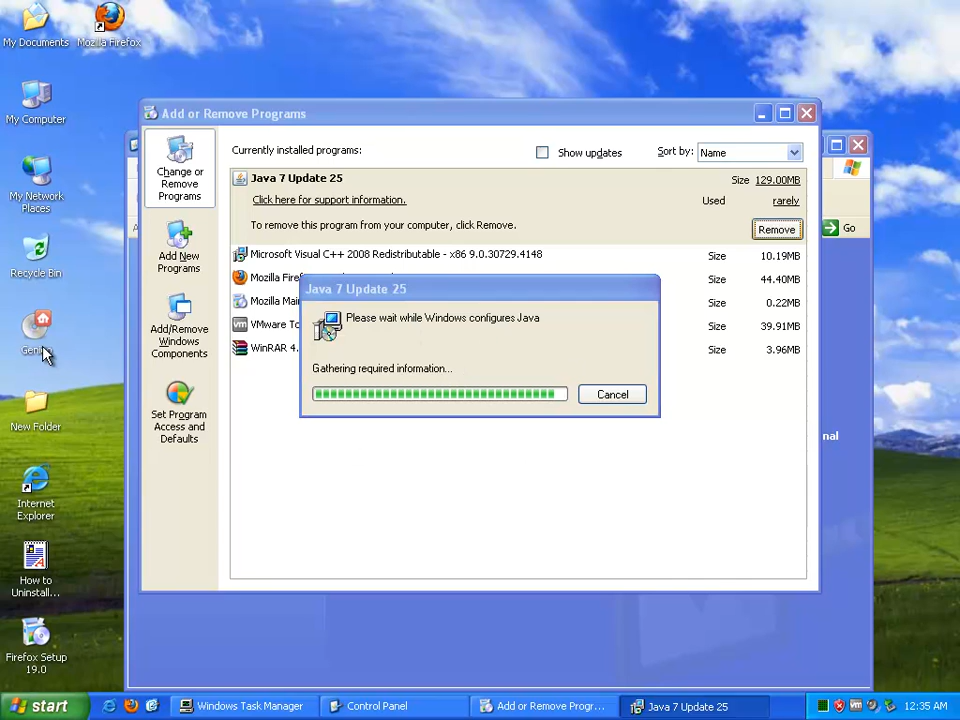 My Documents
Mozilla Firefox
My Computer
My Network
Places
Recycle Bin
New Folder
Internet
Explorer
How to
Uninstall...
Firefox Setup
19.0
Add or Remove Programs
Change or
Remove
Programs
Add New
Programs
Add/Remove
Windows
Components
Set Program
Access and
Defaults
Currently installed programs:
Show updates
Sort by:
Name
Java 7 Update 25
Size
129.00MB
Click here for support information.
Used
rarely
To remove this program from your computer, click Remove.
Remove
Microsoft Visual C++ 2008 Redistributable - x86 9.0.30729.4148
Size
10.19MB
Mozilla Firef
Size
44.40MB
Mozilla Mai
Size
0.22MB
VMware To
Size
39.91MB
WinRAR 4.
Size
3.96MB
Java 7 Update 25
Please wait while Windows configures Java
Gathering required information...
Cancel
Go
nal
start
Windows Task Manager
Control Panel
Add or Remove Progr...
Java 7 Update 25
12:35 AM